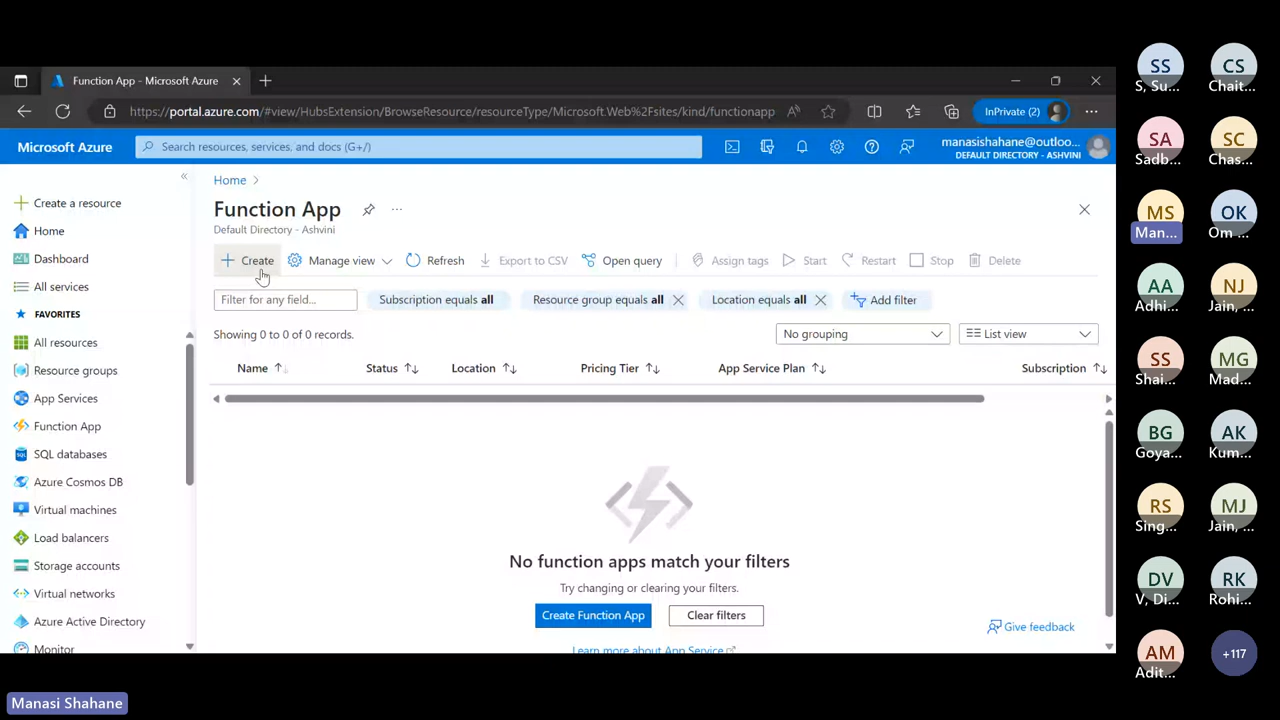 Function App - Microsoft Azure
https://portal.azure.com/#view/HubsExtension/BrowseResource/resourceType/Microsoft.Web%2Fsites/kind/functionapp
InPrivate (2)
Microsoft Azure
Search resources, services, and docs (G+/)
manasishahane@outloo...
DEFAULT DIRECTORY - ASHVINI
Create a resource
Home
Dashboard
All services
FAVORITES
All resources
Resource groups
App Services
Function App
SQL databases
Azure Cosmos DB
Virtual machines
Load balancers
Storage accounts
Virtual networks
Azure Active Directory
Monitor
Home
Function App
Default Directory - Ashvini
Create
Manage view
Refresh
Export to CSV
Open query
Assign tags
Start
Restart
Stop
Delete
Filter for any field...
Subscription equals all
Resource group equals all
Location equals all
Add filter
Showing 0 to 0 of 0 records.
No grouping
List view
Name
Status
Location
Pricing Tier
App Service Plan
Subscription
No function apps match your filters
Try changing or clearing your filters.
Create Function App
Clear filters
Learn more about App Service
Give feedback
SS
S, Su...
CS
Chait...
SA
Sadb...
SC
Chas...
MS
Man...
OK
Om ...
AA
Adhi...
NJ
Jain, ...
SS
Shai...
MG
Mad...
BG
Goya...
AK
Kum...
RS
Sing...
MJ
Jain, ...
DV
V, Di...
RK
Rohi...
AM
Adit...
+117
Manasi Shahane